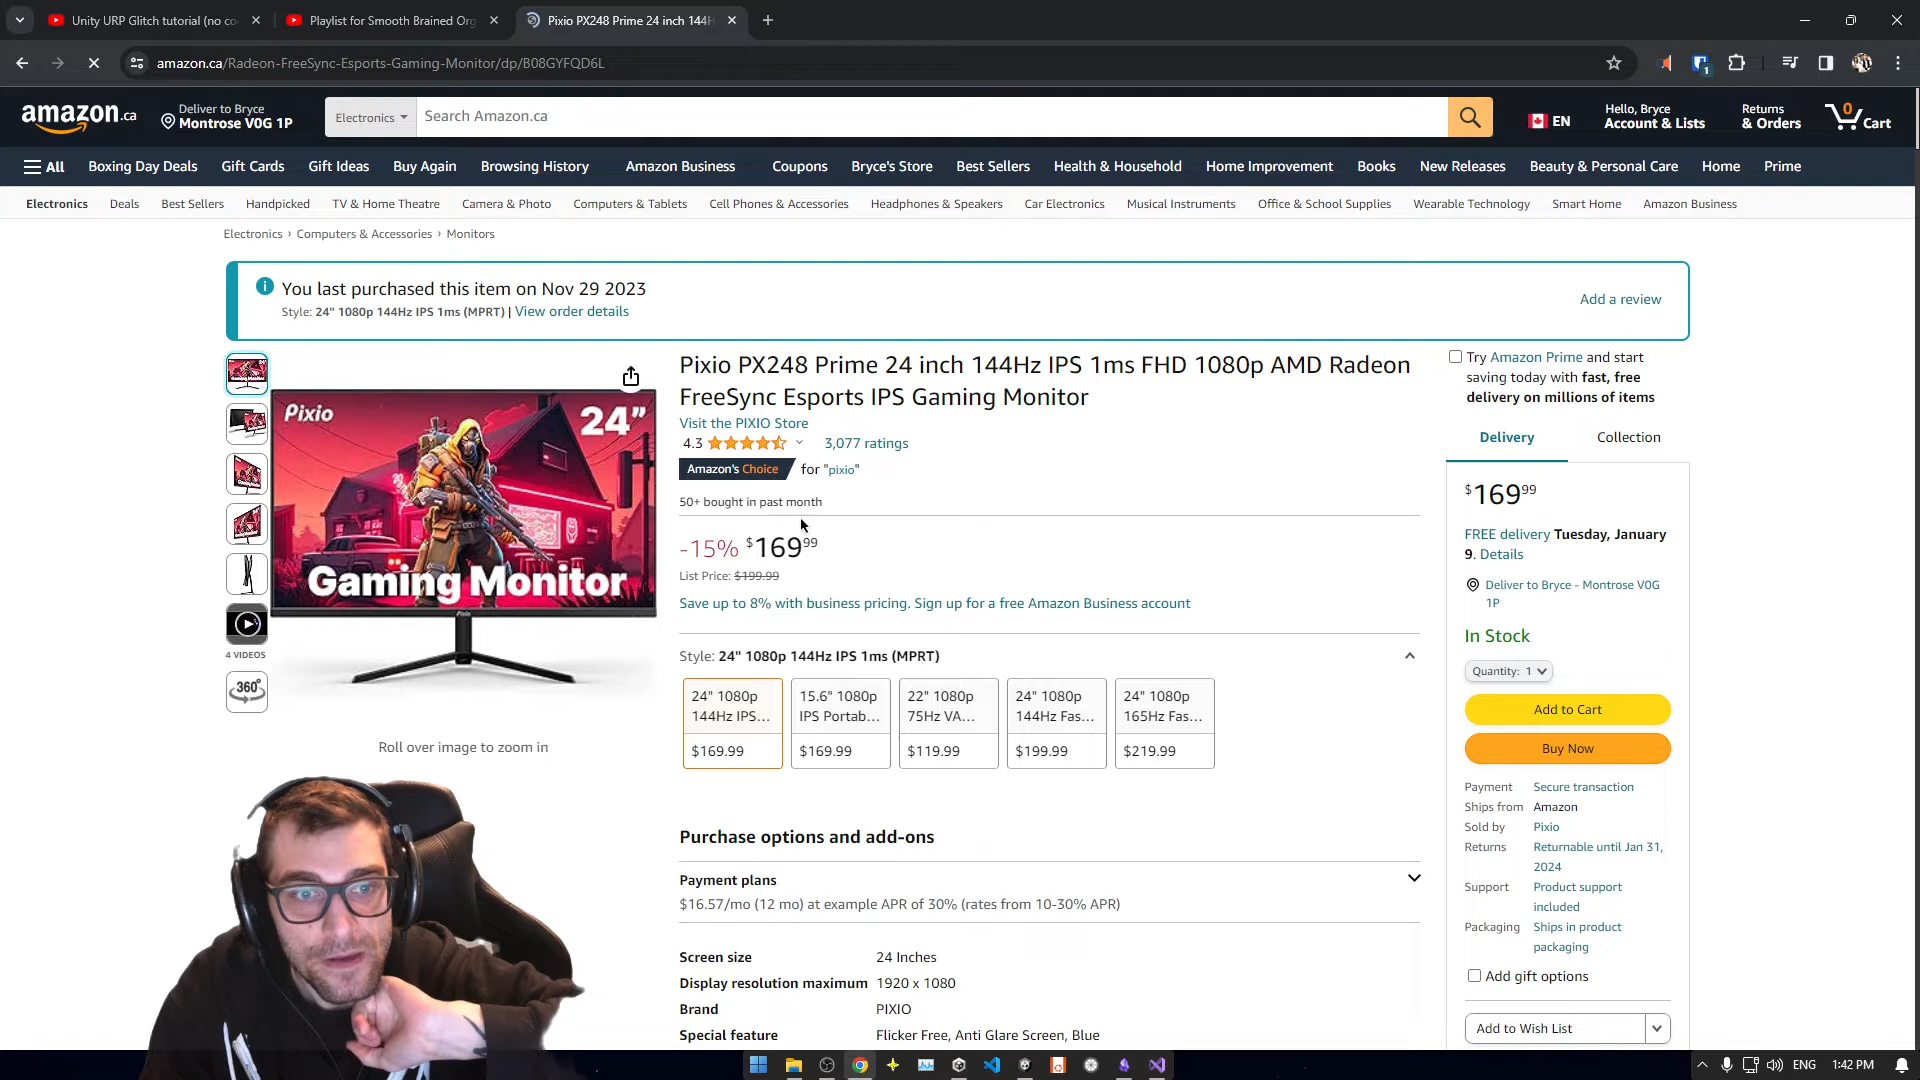 Unity URP Glitch tutorial (no co
Playlist for Smooth Brained Org
Pixio PX248 Prime 24 inch 144H
amazon.ca/Radeon-FreeSync-Esports-Gaming-Monitor/dp/B08GYFQD6L
1
amazon.ca
Deliver to Bryce
Montrose V0G 1P
Electronics
Search Amazon.ca
EN
Hello, Bryce
Account & Lists
Returns
& Orders
0
Cart
All
Boxing Day Deals
Gift Cards
Gift Ideas
Buy Again
Browsing History
Amazon Business
Coupons
Bryce's Store
Best Sellers
Health & Household
Home Improvement
Books
New Releases
Beauty & Personal Care
Home
Prime
Electronics
Deals
Best Sellers
Handpicked
TV & Home Theatre
Camera & Photo
Computers & Tablets
Cell Phones & Accessories
Headphones & Speakers
Car Electronics
Musical Instruments
Office & School Supplies
Wearable Technology
Smart Home
Amazon Business
Electronics › Computers & Accessories › Monitors
You last purchased this item on Nov 29 2023
Style: 24" 1080p 144Hz IPS 1ms (MPRT) | View order details
Add a review
Pixio
24”
Gaming Monitor
Pixio
4 VIDEOS
360°
Roll over image to zoom in
Pixio PX248 Prime 24 inch 144Hz IPS 1ms FHD 1080p AMD Radeon
FreeSync Esports IPS Gaming Monitor
Visit the PIXIO Store
4.3
3,077 ratings
Amazon's Choice for "pixio"
50+ bought in past month
-15% $169 99
List Price: $199.99
Save up to 8% with business pricing. Sign up for a free Amazon Business account
Style: 24" 1080p 144Hz IPS 1ms (MPRT)
24" 1080p
144Hz IPS...
$169.99
15.6" 1080p
IPS Portab...
$169.99
22" 1080p
75Hz VA...
$119.99
24" 1080p
144Hz Fas...
$199.99
24" 1080p
165Hz Fas...
$219.99
Purchase options and add-ons
Payment plans
$16.57/mo (12 mo) at example APR of 30% (rates from 10-30% APR)
Screen size 24 Inches
Display resolution maximum 1920 x 1080
Brand PIXIO
Special feature Flicker Free, Anti Glare Screen, Blue
Try Amazon Prime and start
saving today with fast, free
delivery on millions of items
Delivery
Collection
$169 99
FREE delivery Tuesday, January
9. Details
Deliver to Bryce - Montrose V0G
1P
In Stock
Quantity: 1
Add to Cart
Buy Now
Payment Secure transaction
Ships from Amazon
Sold by Pixio
Returns Returnable until Jan 31,
2024
Support Product support
included
Packaging Ships in product
packaging
Add gift options
Add to Wish List
ENG
1:42 PM